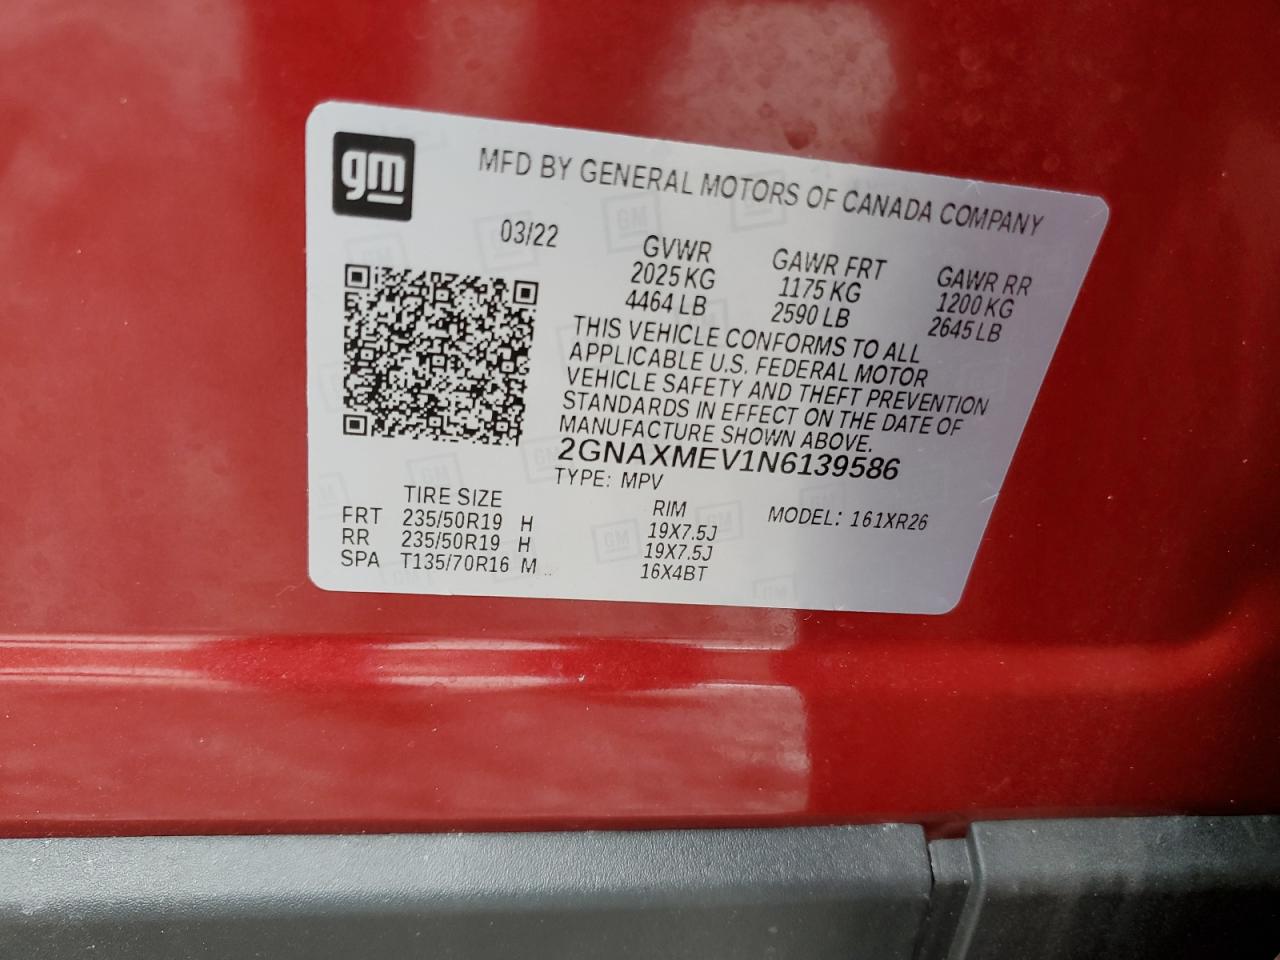 gm
MFD BY GENERAL MOTORS OF CANADA COMPANY
03/22
GVWR GAWR FRT GAWR RR
2025 KG 1175 KG 1200 KG
4464 LB 2590 LB 2645 LB
THIS VEHICLE CONFORMS TO ALL
APPLICABLE U.S. FEDERAL MOTOR
VEHICLE SAFETY AND THEFT PREVENTION
STANDARDS IN EFFECT ON THE DATE OF
MANUFACTURE SHOWN ABOVE.
2GNAXMEV1N6139586
TYPE: MPV
TIRE SIZE RIM MODEL: 161XR26
FRT 235/50R19 H 19X7.5J
RR 235/50R19 H 19X7.5J
SPA T135/70R16 M 16X4BT